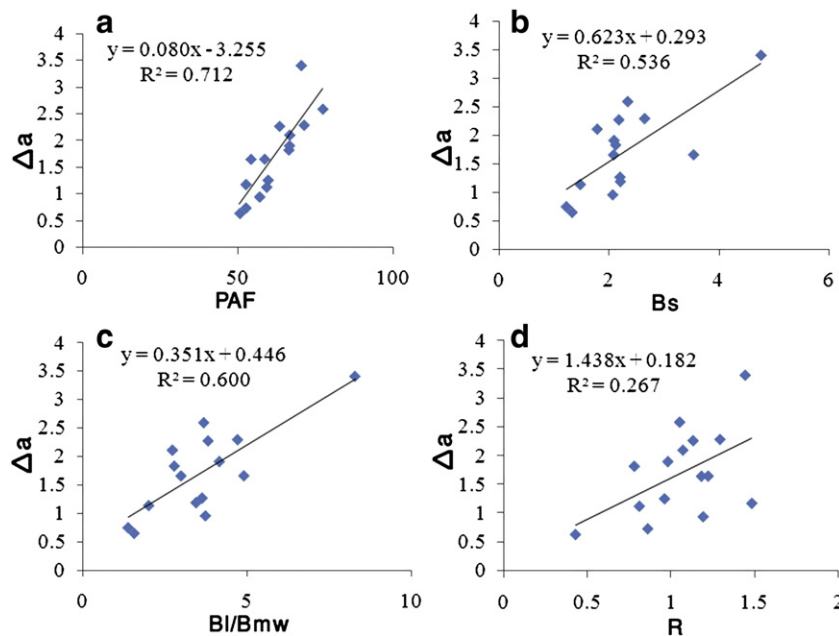 a
y = 0.080x - 3.255
R² = 0.712
Δa
4
3.5
3
2.5
2
1.5
1
0.5
0
0 50 100
PAF
b
y = 0.623x + 0.293
R² = 0.536
Δa
4
3.5
3
2.5
2
1.5
1
0.5
0
0 2 4 6
Bs
c
y = 0.351x + 0.446
R² = 0.600
Δa
4
3.5
3
2.5
2
1.5
1
0.5
0
0 5 10
Bl/Bmw
d
y = 1.438x + 0.182
R² = 0.267
Δa
4
3.5
3
2.5
2
1.5
1
0.5
0
0 0.5 1 1.5 2
R